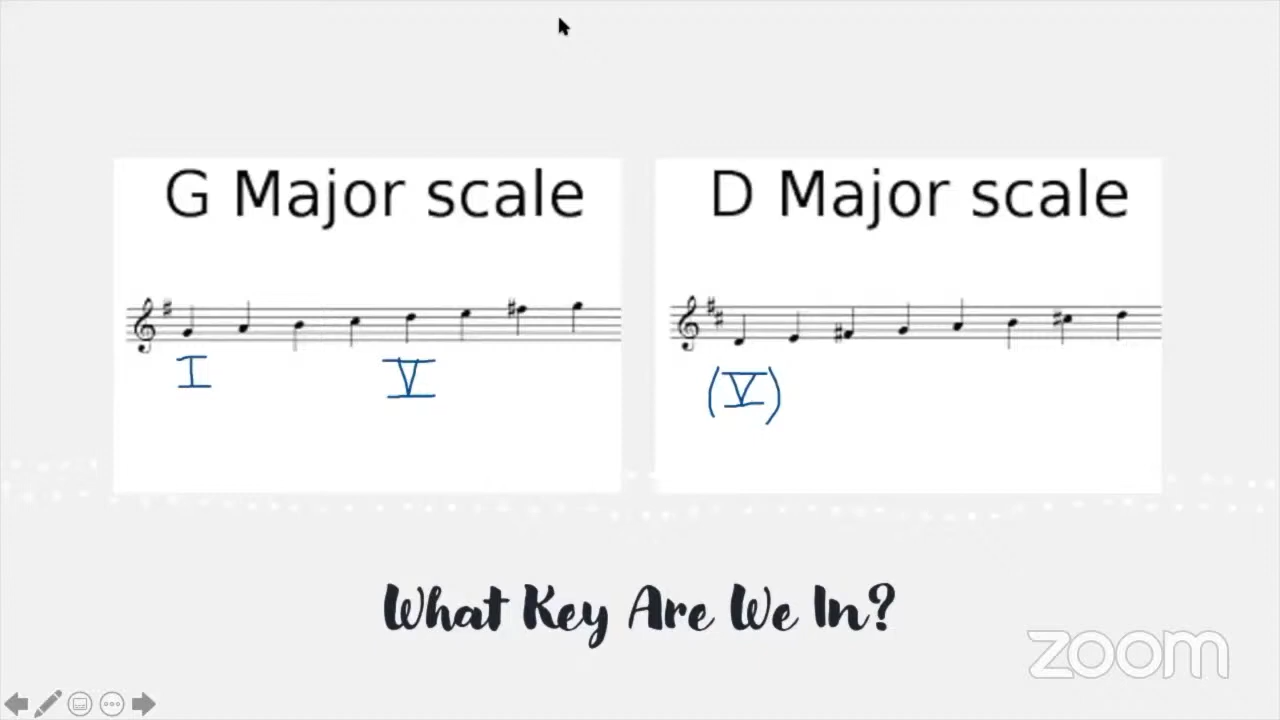 G Major scale
I V
D Major scale
(V)
What Key Are We In?
zoom